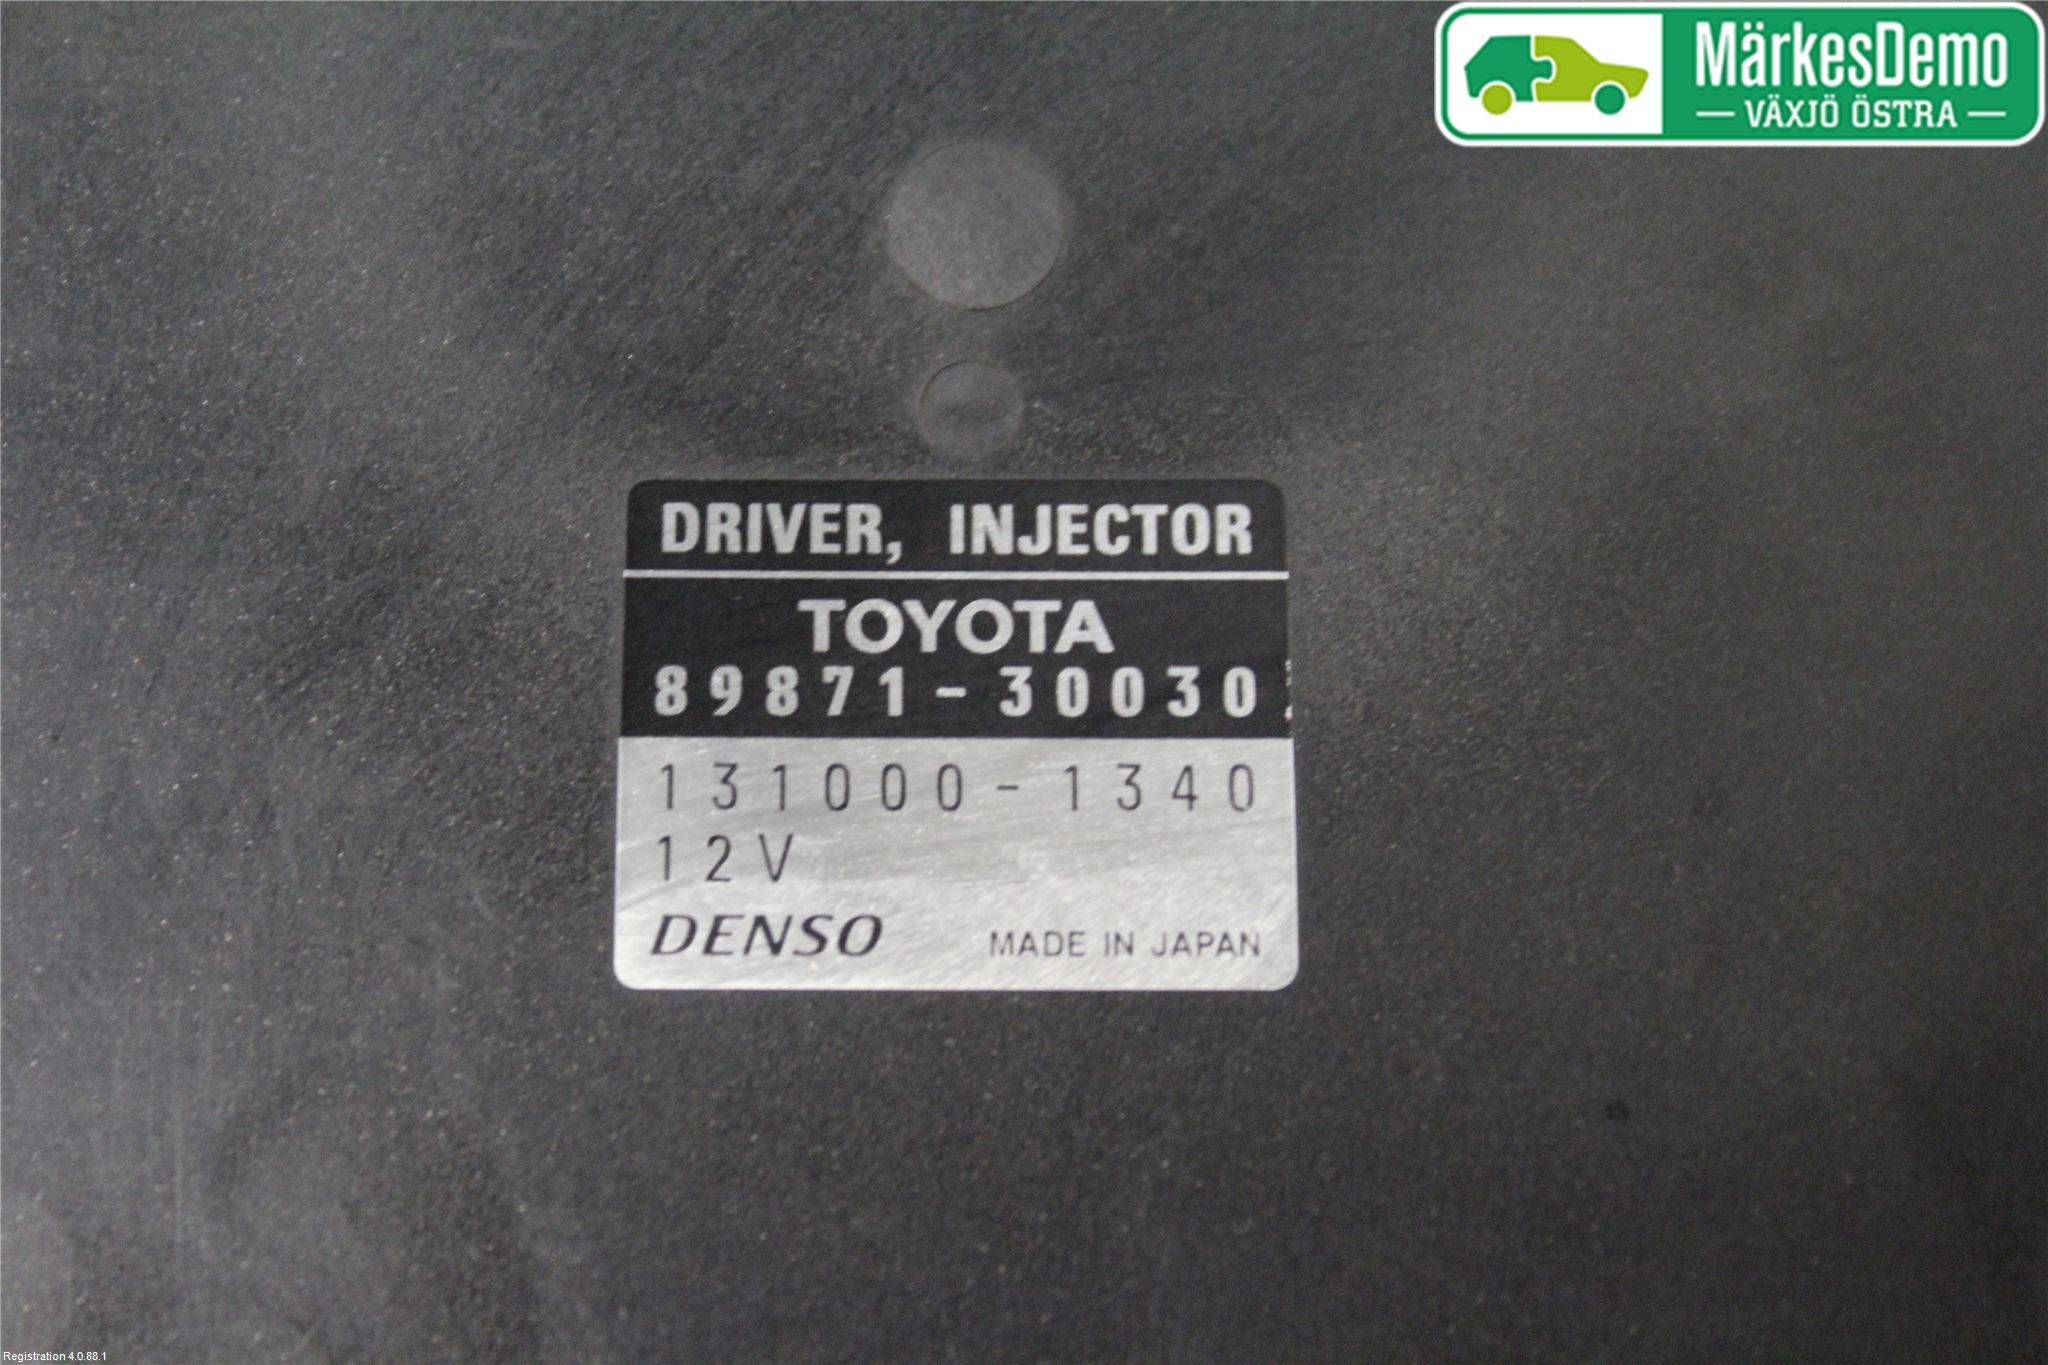 MärkesDemo
VÄXJÖ ÖSTRA
DRIVER, INJECTOR
TOYOTA
89871-30030
131000-1340
12V
DENSO MADE IN JAPAN
Registration 4.0.88.1